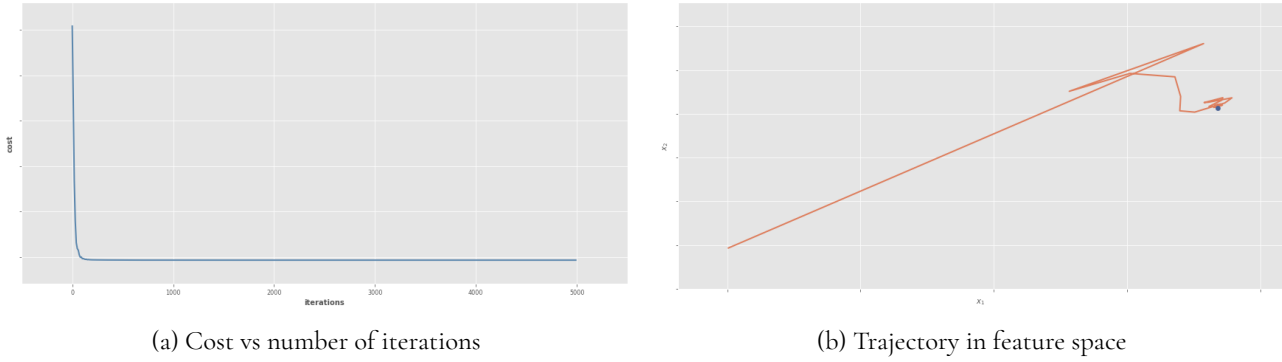 cost
0 1000 2000 3000 4000 5000
iterations
x₂
x₁
(a) Cost vs number of iterations
(b) Trajectory in feature space